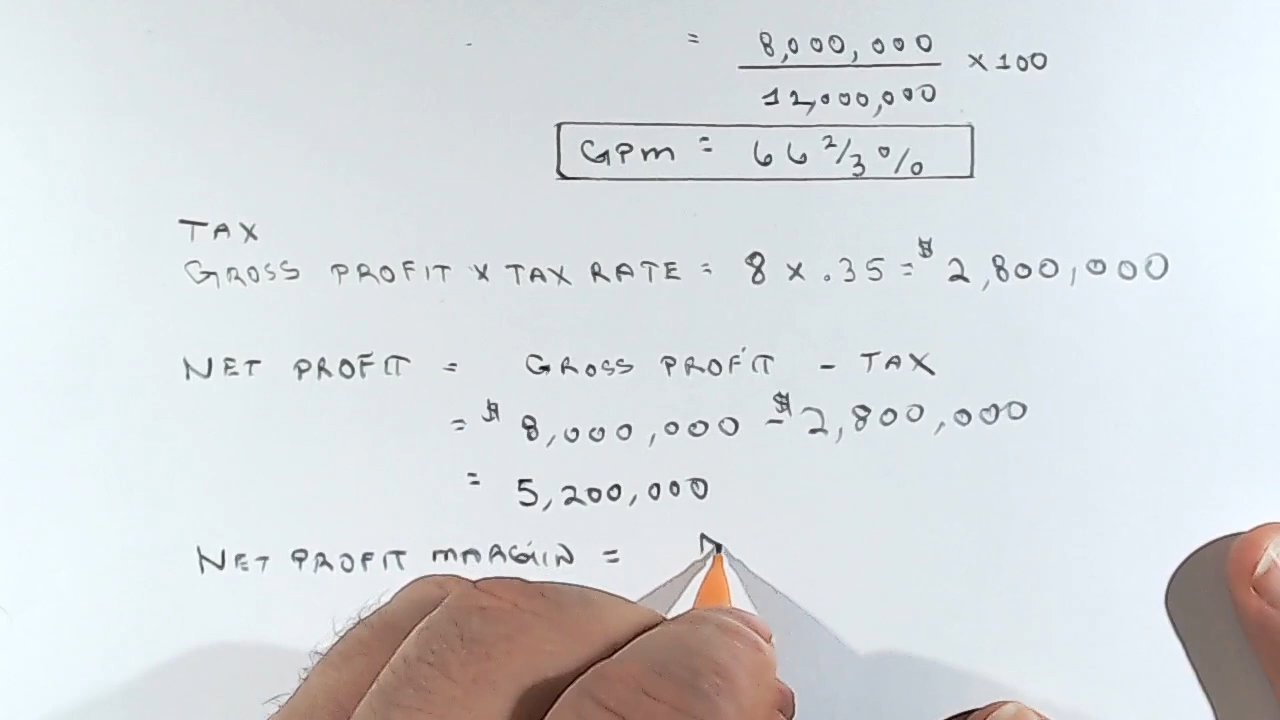 = 8,000,000 / 12,000,000 × 100
GPM = 66 2/3 %
TAX
GROSS PROFIT × TAX RATE = 8 × .35 = $2,800,000
NET PROFIT = GROSS PROFIT - TAX
= $8,000,000 - $2,800,000
= 5,200,000
NET PROFIT MARGIN =